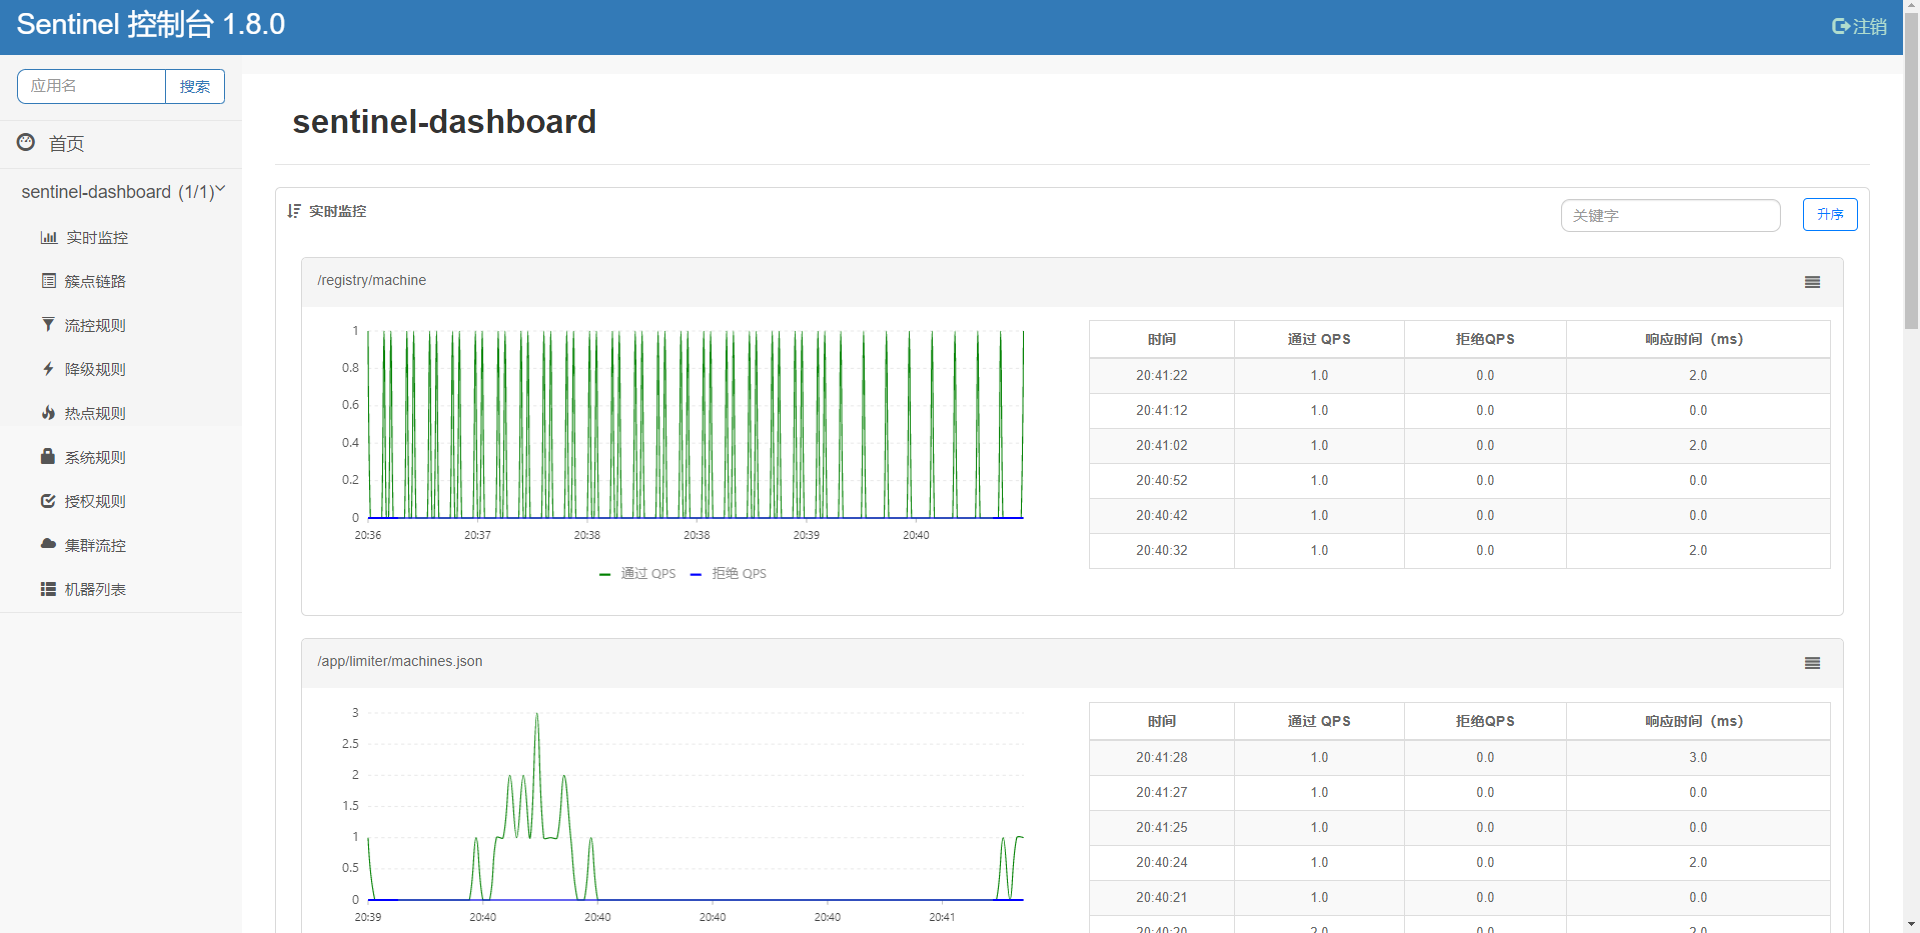 Sentinel 控制台 1.8.0
注销
应用名
搜索
首页
sentinel-dashboard (1/1)
实时监控
簇点链路
流控规则
降级规则
热点规则
系统规则
授权规则
集群流控
机器列表
sentinel-dashboard
实时监控
关键字
升序
/registry/machine
1
0.8
0.6
0.4
0.2
0
20:36 20:37 20:38 20:38 20:39 20:40
通过 QPS 拒绝 QPS
时间 通过 QPS 拒绝QPS 响应时间（ms）
20:41:22 1.0 0.0 2.0
20:41:12 1.0 0.0 0.0
20:41:02 1.0 0.0 2.0
20:40:52 1.0 0.0 0.0
20:40:42 1.0 0.0 0.0
20:40:32 1.0 0.0 2.0
/app/limiter/machines.json
3
2.5
2
1.5
1
0.5
0
20:39 20:40 20:40 20:40 20:40 20:41
时间 通过 QPS 拒绝QPS 响应时间（ms）
20:41:28 1.0 0.0 3.0
20:41:27 1.0 0.0 0.0
20:41:25 1.0 0.0 0.0
20:40:24 1.0 0.0 2.0
20:40:21 1.0 0.0 0.0
20:40:20 2.0 0.0 2.0